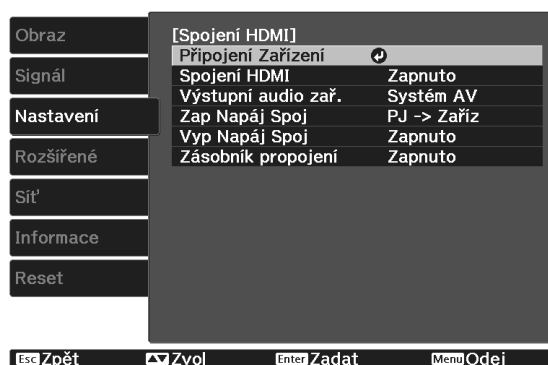 Obraz
Signál
Nastavení
Rozšířené
Síť
Informace
Reset
[Spojení HDMI]
Připojení Zařízení
Spojení HDMI Zapnuto
Výstupní audio zař. Systém AV
Zap Napáj Spoj PJ -> Zaříz
Vyp Napáj Spoj Zapnuto
Zásobník propojení Zapnuto
Esc Zpět Zvol Enter Zadat Menu Odej